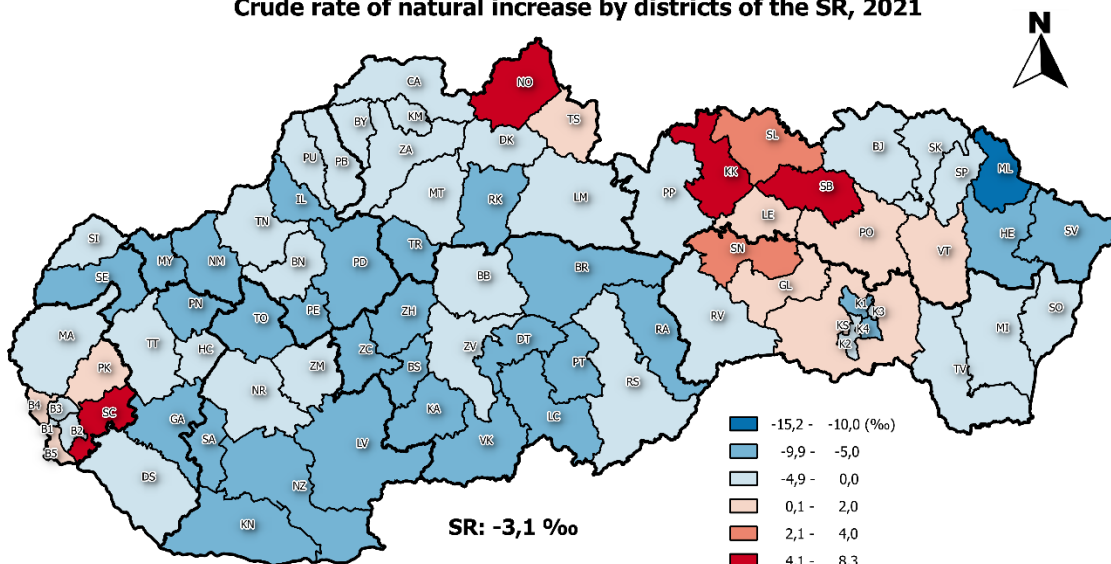 Crude rate of natural increase by districts of the SR, 2021
N
NO
CA
TS
KM
BY
SL
DK
ZA
BJ
SK
PU
PB
SP
ML
KK
PP
SB
MT
RK
LM
IL
LE
TN
PO
SI
HE
SV
TR
SN
VT
MY
NM
BN
PD
BR
SE
BB
GL
PN
K1
SO
PE
ZH
K3
TO
RV
MA
KS
K4
MI
RA
TT
HC
ZC
ZV
DT
K2
PT
PK
ZM
BS
TV
RS
NR
B4
B3
SC
KA
LC
GA
B1
B2
SA
LV
VK
B5
DS
NZ
KN
SR: -3,1 ‰
-15,2 - -10,0 (‰)
-9,9 - -5,0
-4,9 - 0,0
0,1 - 2,0
2,1 - 4,0
4,1 - 8,3